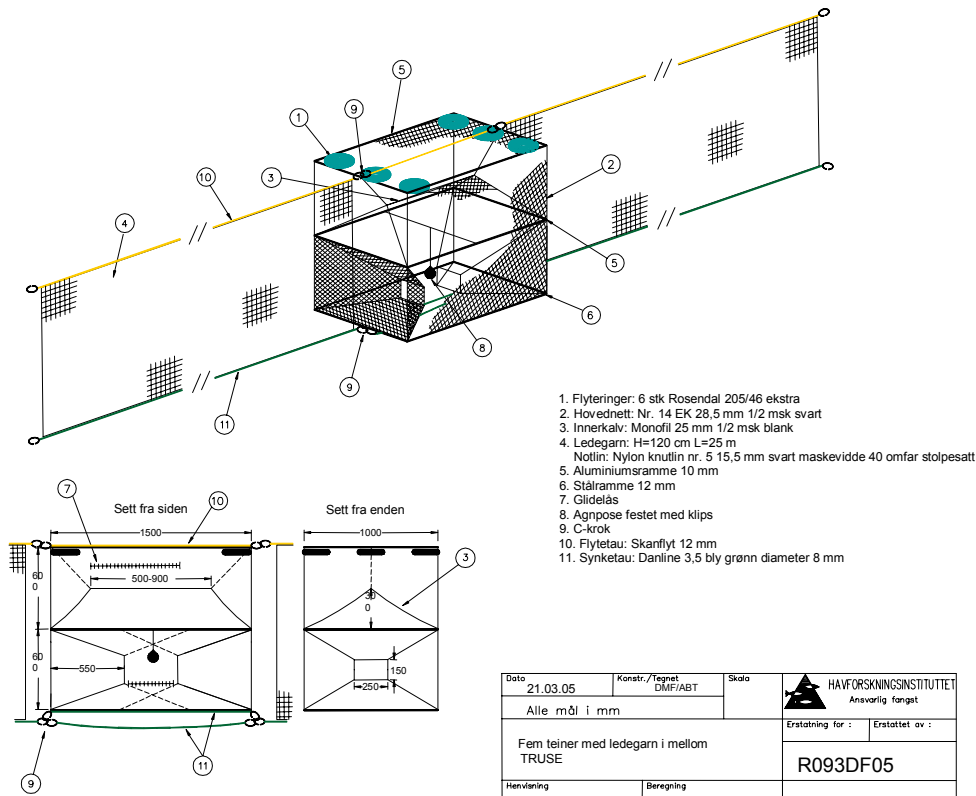 5
9
1
2
3
10
4
5
6
8
9
11
1. Flyteringer: 6 stk Rosendal 205/46 ekstra
2. Hovednett: Nr. 14 EK 28,5 mm 1/2 msk svart
3. Innerkalv: Monofil 25 mm 1/2 msk blank
4. Ledegarn: H=120 cm L=25 m
Notlin: Nylon knutlin nr. 5 15,5 mm svart maskevidde 40 omfar stolpesatt
5. Aluminiumsramme 10 mm
6. Stålramme 12 mm
7. Glidelås
8. Agnpose festet med klips
9. C-krok
10. Flytetau: Skanflyt 12 mm
11. Synketau: Danline 3,5 bly grønn diameter 8 mm
7
10
Sett fra siden
Sett fra enden
1500
1000
3
60
0
500-900
30
0
60
0
550
150
250
9
11
Dato
21.03.05
Konstr./Tegnet
DMF/ABT
Skala
Alle mål i mm
HAVFORSKNINGSINSTITUTTET
Ansvarlig fangst
Erstatning for :
Erstattet av :
Fem teiner med ledegarn i mellom
TRUSE
R093DF05
Henvisning
Beregning